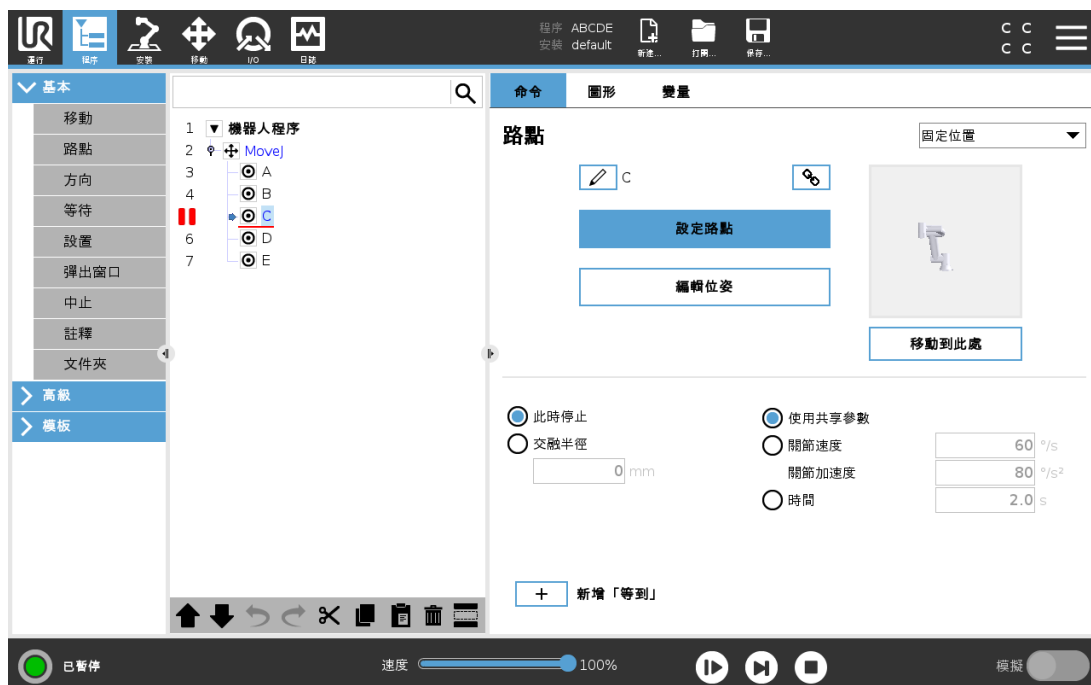 程序 ABCDE
安裝 default
運行 程序 安裝 移動 I/O 日誌 新建... 打開... 保存...
C C
C C
基本
移動
路點
方向
等待
設置
彈出窗口
中止
註釋
文件夾
高級
模板
1 機器人程序
2 MoveJ
3 A
4 B
C
6 D
7 E
命令 圖形 變量
路點
固定位置
C
設定路點
編輯位姿
移動到此處
此時停止
交融半徑
0 mm
使用共享參數
關節速度 60 °/s
關節加速度 80 °/s²
時間 2.0 s
+ 新增「等到」
已暫停
速度 100%
模擬